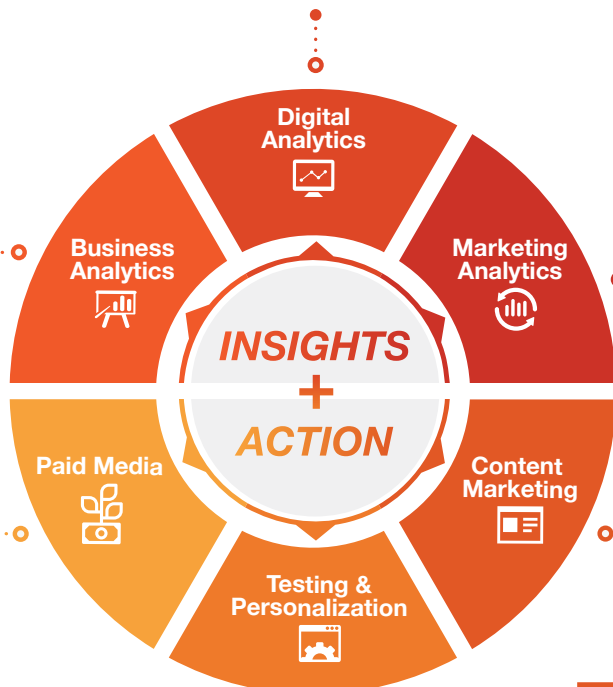 Digital
Analytics
Business
Analytics
Marketing
Analytics
INSIGHTS
+
ACTION
Paid Media
Content
Marketing
Testing &
Personalization